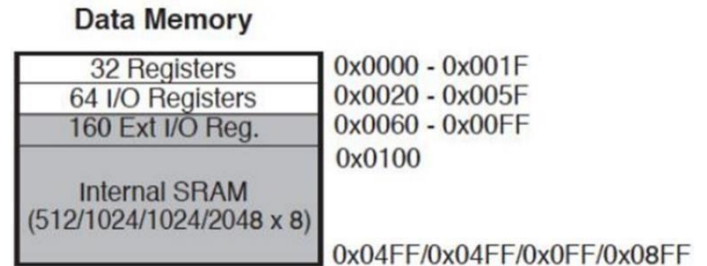 Data Memory
32 Registers 0x0000 - 0x001F
64 I/O Registers 0x0020 - 0x005F
160 Ext I/O Reg. 0x0060 - 0x00FF
0x0100
Internal SRAM
(512/1024/1024/2048 x 8)
0x04FF/0x04FF/0x0FF/0x08FF